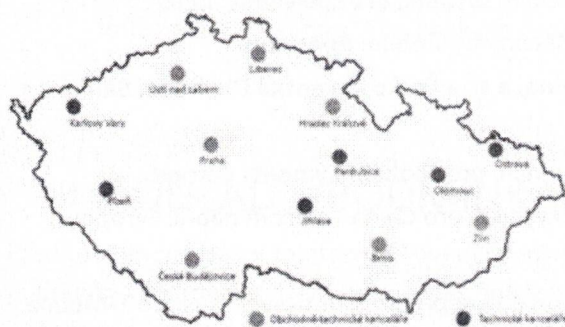 Liberec
Ústí nad Labem
Karlovy Vary
Hradec Králové
Praha
Pardubice
Ostrava
Olomouc
Plzeň
Jihlava
Zlín
Brno
České Budějovice
Obchodně-technické kanceláře
Technické kanceláře